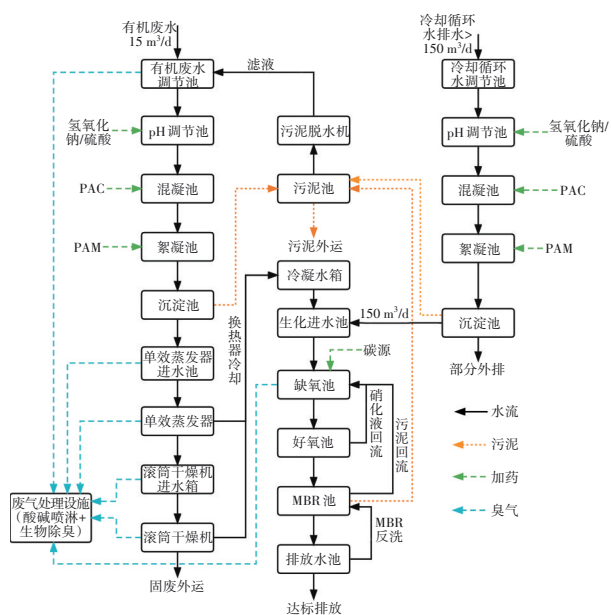 有机废水
15 m³/d
冷却循环
水排水>
150 m³/d
有机废水
调节池
滤液
冷却循环
水调节池
氢氧化
钠/硫酸
pH调节池
污泥脱水机
pH调节池
氢氧化钠/
硫酸
PAC
混凝池
污泥池
混凝池
PAC
PAM
絮凝池
污泥外运
絮凝池
PAM
冷凝水箱
沉淀池
换热器冷却
生化进水池
150 m³/d
沉淀池
碳源
部分外排
单效蒸发器
进水池
缺氧池
硝化
液回流
污泥回流
水流
单效蒸发器
好氧池
污泥
滚筒干燥机
进水箱
MBR池
加药
废气处理设施
(酸碱喷淋+
生物除臭)
滚筒干燥机
MBR
反洗
排放水池
臭气
固废外运
达标排放